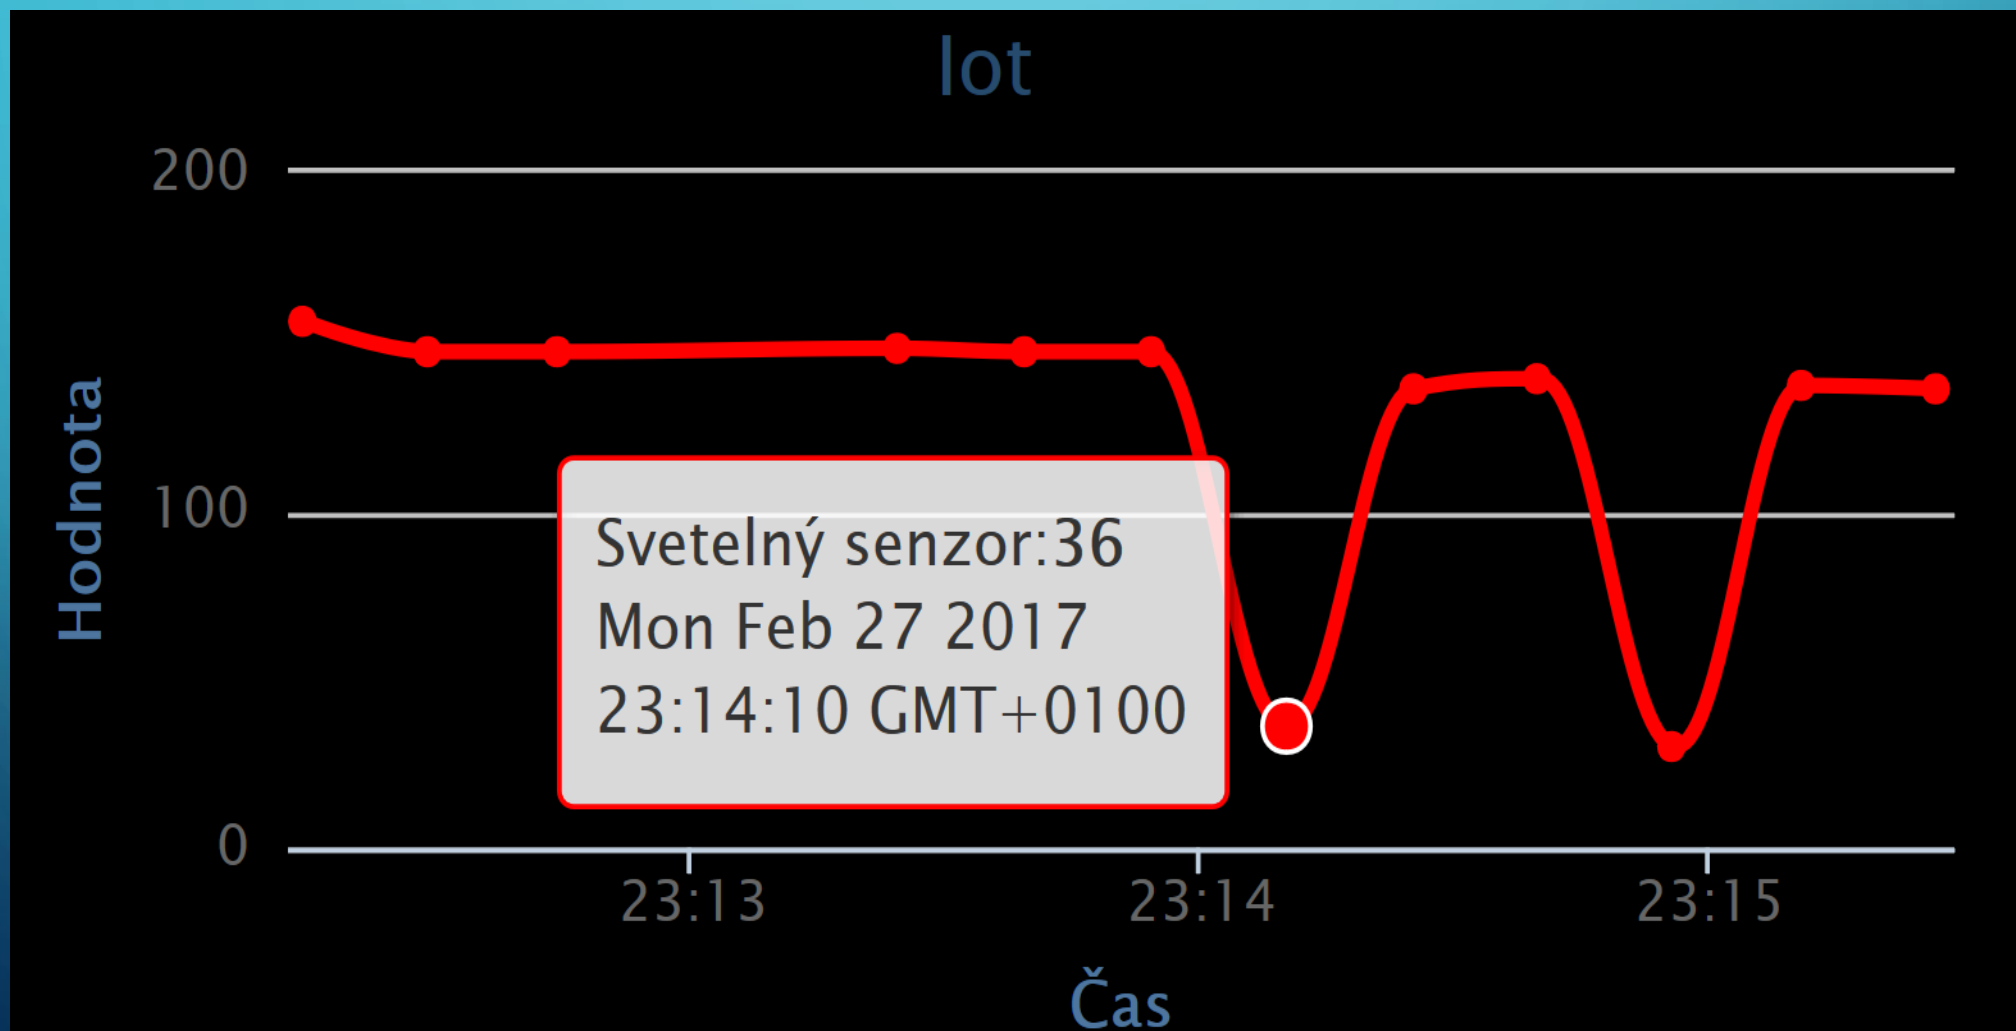 Iot
200
100
0
Hodnota
Svetelný senzor:36
Mon Feb 27 2017
23:14:10 GMT+0100
23:13
23:14
23:15
Čas